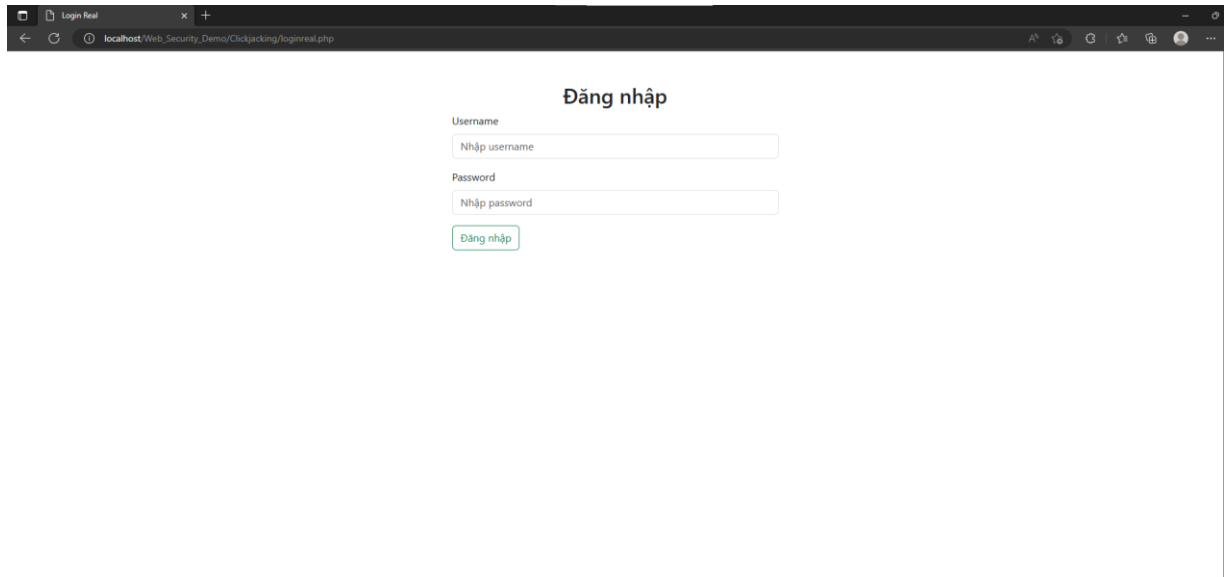 Login Real
localhost/Web_Security_Demo/Clickjacking/loginreal.php
Đăng nhập
Username
Nhập username
Password
Nhập password
Đăng nhập